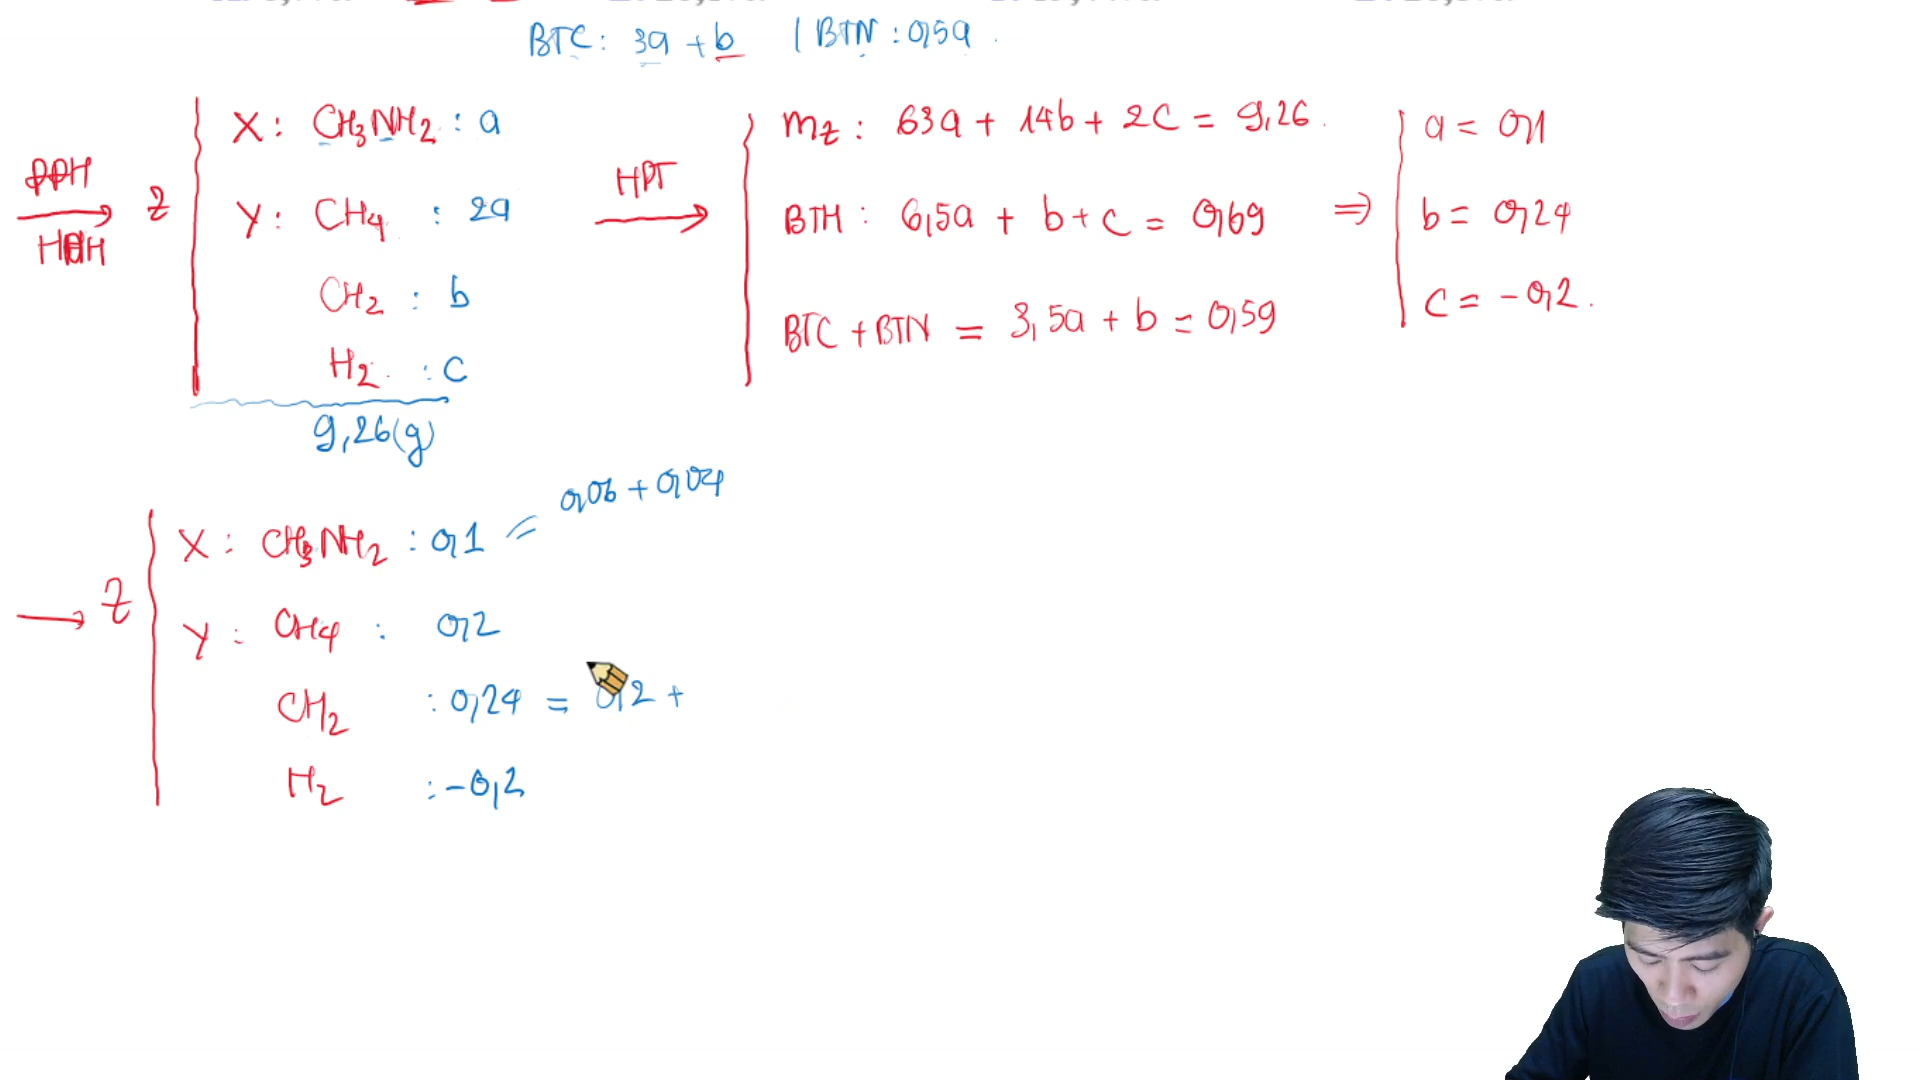 BTC: 3a + b | BTN : 0,5a
PPH
HĐH
Z
X: CH3NH2 : a
Y: CH4 : 2a
CH2 : b
H2 : c
9,26(g)
HPT
mZ: 63a + 14b + 2c = 9,26
BTH: 6,5a + b + c = 0,69
BTC + BTN = 3,5a + b = 0,59
=> a = 0,1
b = 0,24
c = -0,2.
Z
X: CH3NH2 : 0,1 = 0,06 + 0,04
Y: CH4 : 0,2
CH2 : 0,24 = 0,2 +
H2 : -0,2